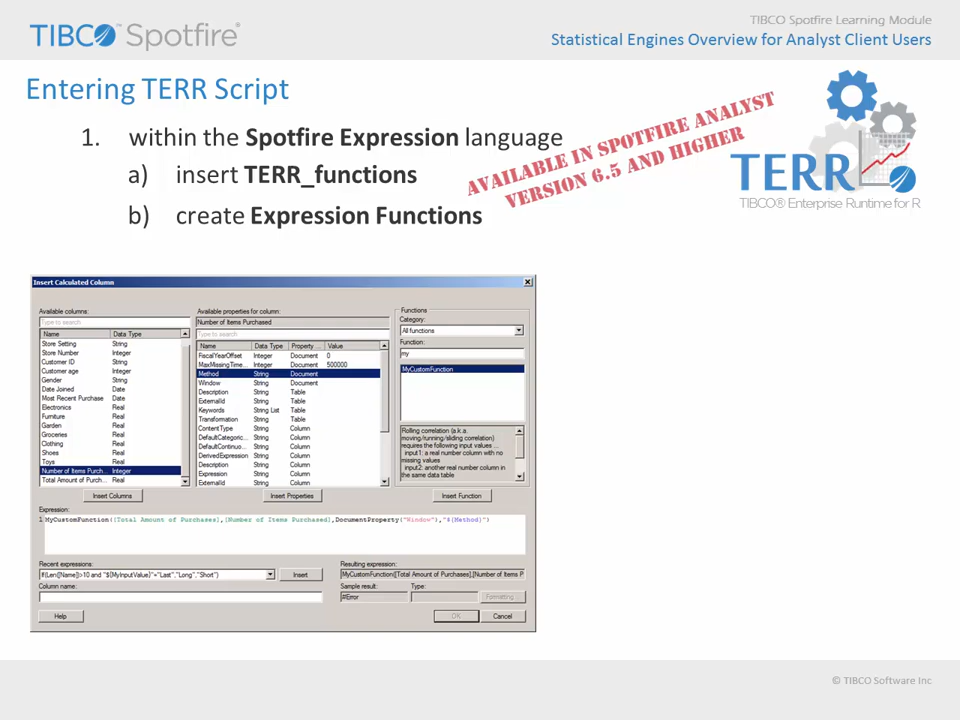 TIBCO™ Spotfire®
TIBCO Spotfire Learning Module
Statistical Engines Overview for Analyst Client Users
Entering TERR Script
1. within the Spotfire Expression language
a) insert TERR_functions
b) create Expression Functions
AVAILABLE IN SPOTFIRE ANALYST
VERSION 6.5 AND HIGHER
TERR
TIBCO® Enterprise Runtime for R
Insert Calculated Column
Available columns:
Type to search
Name Data Type
Store Setting String
Store Number Integer
Customer ID String
Customer age Integer
Gender String
Date Joined Date
Most Recent Purchase Date
Electronics Real
Furniture Real
Garden Real
Groceries Real
Clothing Real
Shoes Real
Toys Real
Number of Items Purch... Integer
Total Amount of Purch... Real
Insert Columns
Available properties for column:
Number of Items Purchased
Type to search
Name Data Type Property ... Value
FiscalYearOffset Integer Document 0
MaxMissingTime... Integer Document 500000
Method String Document
Window String Document
Description String Table
ExternalId String Table
Keywords String List Table
Transformation String Table
ContentType String Column
DefaultCategoric... String Column
DefaultContinuo... String Column
DerivedExpression String Column
Description String Column
Expression String Column
ExternalId String Column
Insert Properties
Functions
Category:
All functions
Function:
my
MyCustomFunction
Rolling correlation (a.k.a.
moving/running/sliding correlation)
requires the following input values ...
input1: a real number column with no
missing values
input2: another real number column in
the same data table
Insert Function
Expression:
1 MyCustomFunction([Total Amount of Purchases],[Number of Items Purchased],DocumentProperty("Window"),"${Method}")
Recent expressions:
If(Len([Name])>10 and "${MyInputValue}"="Last","Long","Short")
Insert
Resulting expression:
MyCustomFunction([Total Amount of Purchases],[Number of Items P
Column name:
Sample result: Type:
#Error
Formatting...
Help
OK
Cancel
© TIBCO Software Inc